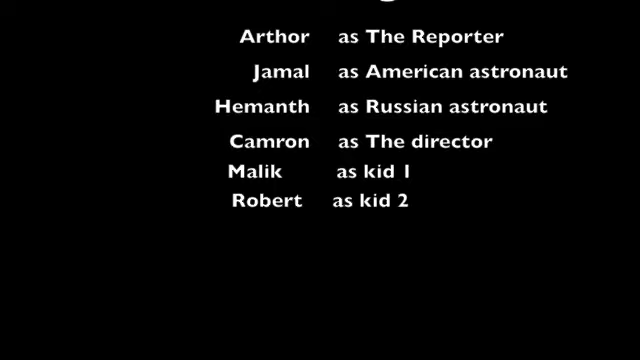 Arthor as The Reporter
Jamal as American astronaut
Hemanth as Russian astronaut
Camron as The director
Malik as kid 1
Robert as kid 2